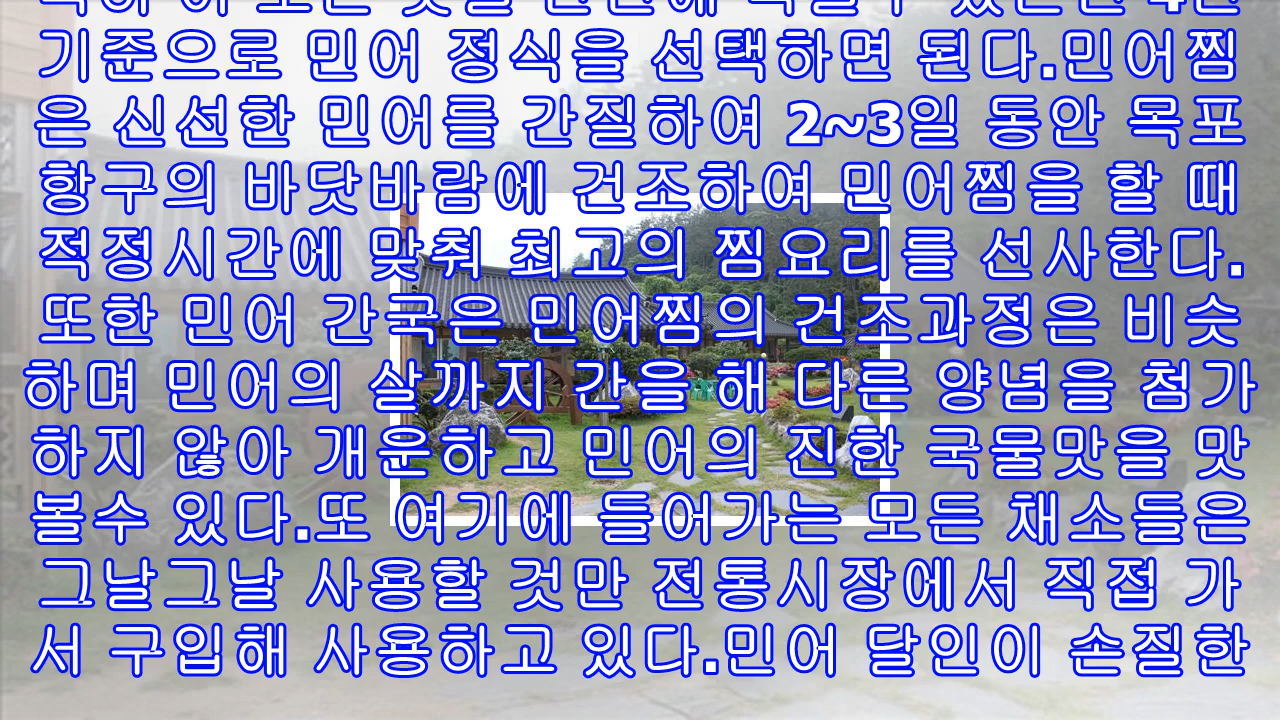 기준으로 민어 정식을 선택하면 된다.민어찜
은 신선한 민어를 간질하여 2~3일 동안 목포
항구의 바닷바람에 건조하여 민어찜을 할 때
적정시간에 맞춰 최고의 찜요리를 선사한다.
또한 민어 간국은 민어찜의 건조과정은 비슷
하며 민어의 살까지 간을 해 다른 양념을 첨가
하지 않아 개운하고 민어의 진한 국물맛을 맛
볼수 있다.또 여기에 들어가는 모든 채소들은
그날그날 사용할 것만 전통시장에서 직접 가
서 구입해 사용하고 있다.민어 달인이 손질한